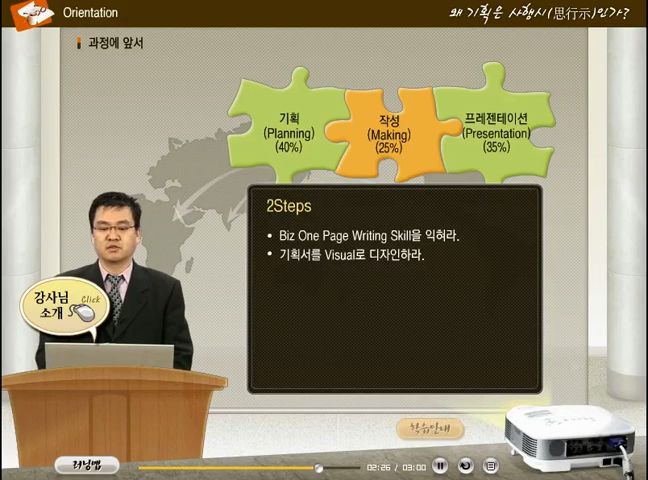 Orientation
왜 기획은 사행시(思行示)인가?
과정에 앞서
기획
(Planning)
(40%)
작성
(Making)
(25%)
프레젠테이션
(Presentation)
(35%)
2Steps
• Biz One Page Writing Skill을 익혀라.
• 기획서를 Visual로 디자인하라.
강사님
소개
Click
학습안내
러닝맵
02:26 / 03:00